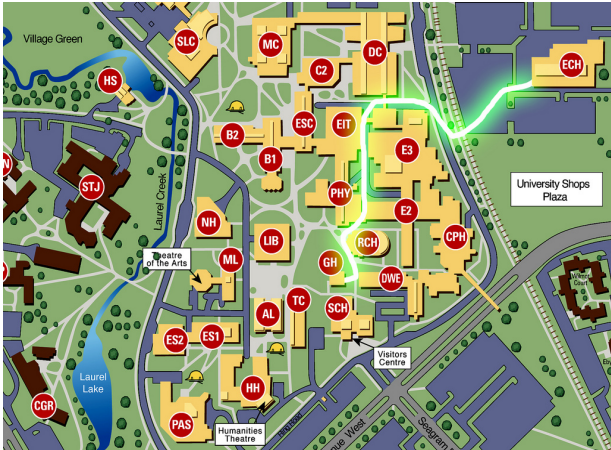 Village Green
SLC
MC
DC
ECH
C2
HS
B2
ESC
EIT
E3
B1
STJ
PHY
University Shops
Plaza
Laurel Creek
NH
E2
LIB
RCH
CPH
Theatre
of the Arts
ML
GH
DWE
AL
TC
SCH
ES2
ES1
Visitors
Centre
Laurel
Lake
HH
CGR
PAS
Humanities
Theatre
Seagram